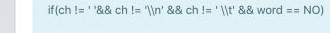 if(ch != ' '&& ch != '\\n' && ch != ' \\t' && word == NO)